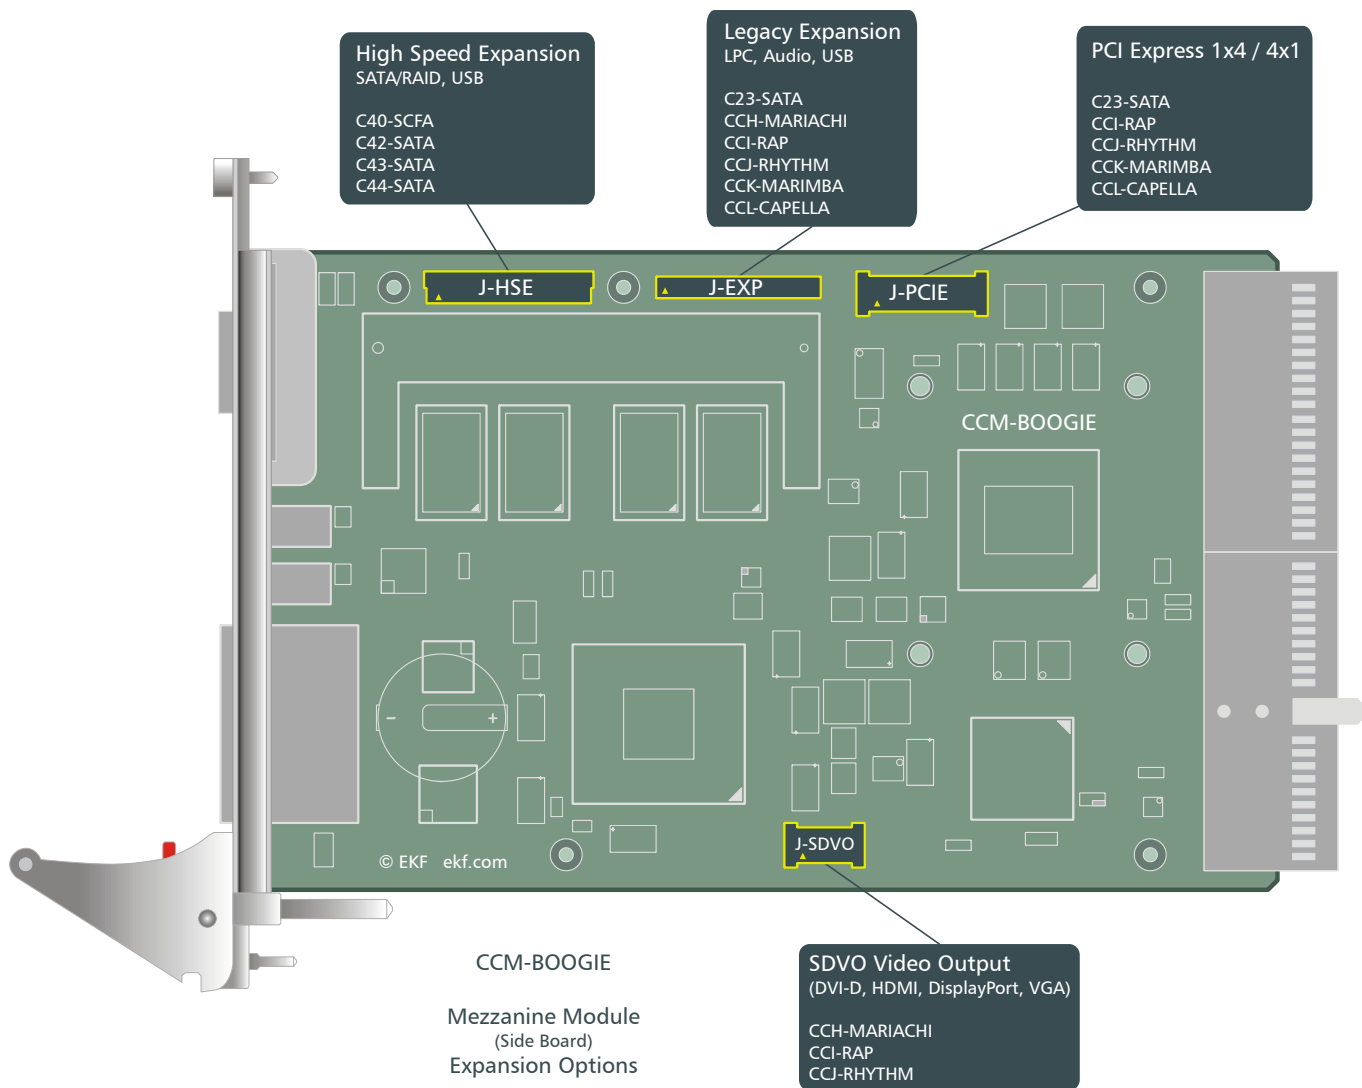 High Speed Expansion
SATA/RAID, USB
C40-SCFA
C42-SATA
C43-SATA
C44-SATA
Legacy Expansion
LPC, Audio, USB
C23-SATA
CCH-MARIACHI
CCI-RAP
CCJ-RHYTHM
CCK-MARIMBA
CCL-CAPELLA
PCI Express 1x4 / 4x1
C23-SATA
CCI-RAP
CCJ-RHYTHM
CCK-MARIMBA
CCL-CAPELLA
J-HSE
J-EXP
J-PCIE
CCM-BOOGIE
- +
J-SDVO
© EKF ekf.com
CCM-BOOGIE
Mezzanine Module
(Side Board)
Expansion Options
SDVO Video Output
(DVI-D, HDMI, DisplayPort, VGA)
CCH-MARIACHI
CCI-RAP
CCJ-RHYTHM